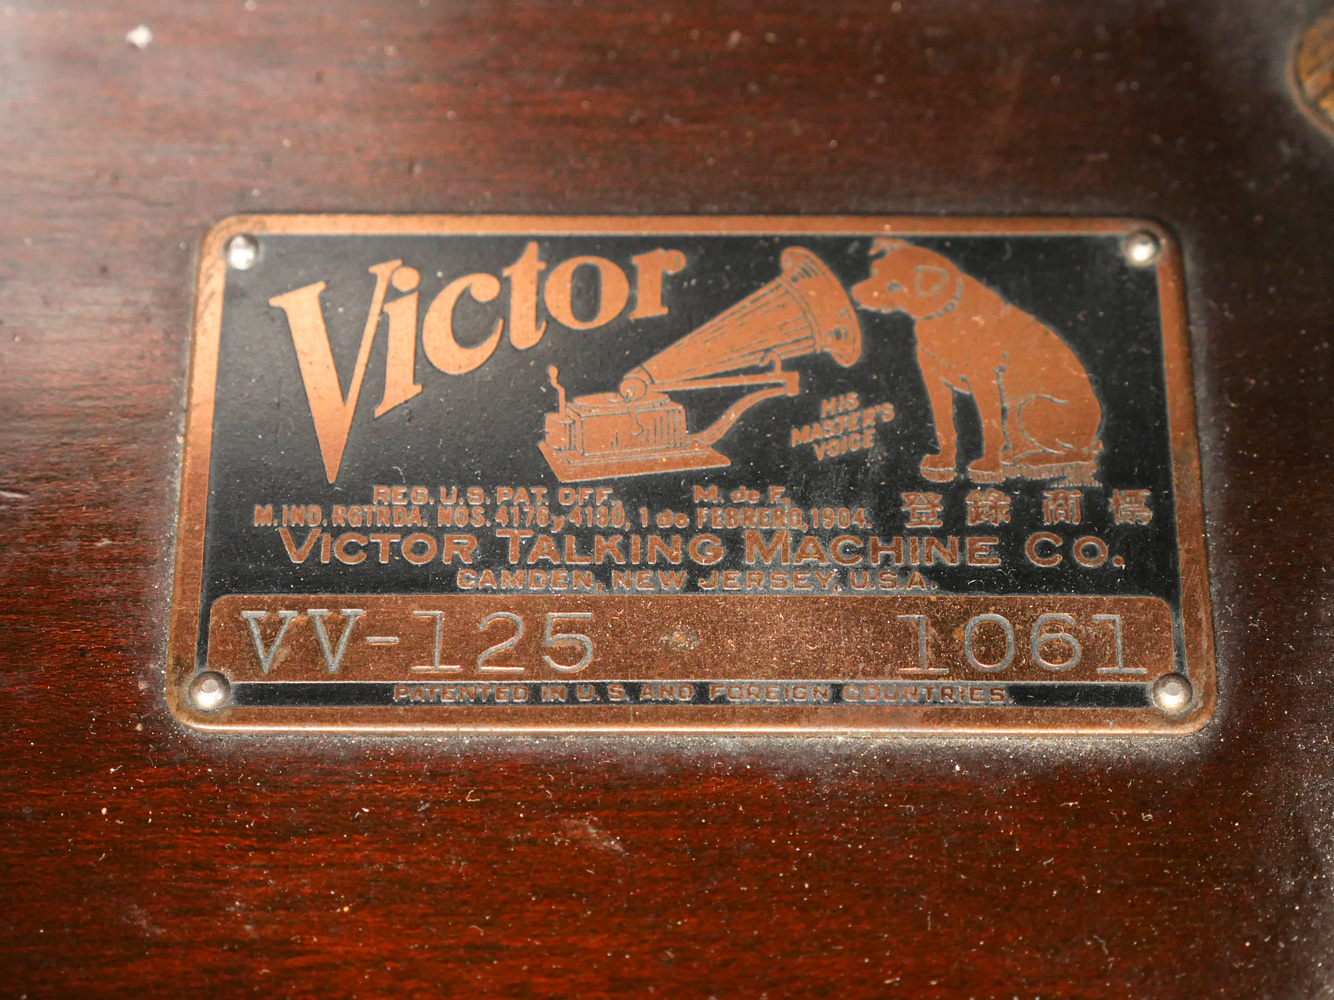 Victor
HIS
MASTER'S
VOICE
REG. U.S. PAT. OFF. M. de F.
M. IND. RGTRDA. NOS. 4176 y 4190, 1 de FEBRERO, 1904. 登錄商標
VICTOR TALKING MACHINE CO.
CAMDEN, NEW JERSEY, U.S.A.
VV-125 1061
PATENTED IN U.S. AND FOREIGN COUNTRIES